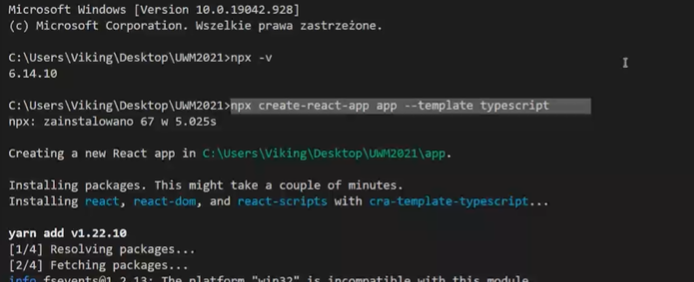 Microsoft Windows [Version 10.0.19042.928]
(c) Microsoft Corporation. Wszelkie prawa zastrzeżone.
C:\Users\Viking\Desktop\UWM2021>npx -v
6.14.10
C:\Users\Viking\Desktop\UWM2021>npx create-react-app app --template typescript
npx: zainstalowano 67 w 5.025s
Creating a new React app in C:\Users\Viking\Desktop\UWM2021\app.
Installing packages. This might take a couple of minutes.
Installing react, react-dom, and react-scripts with cra-template-typescript...
yarn add v1.22.10
[1/4] Resolving packages...
[2/4] Fetching packages...
info fsevents@1.2.13: The platform "win32" is incompatible with this module.